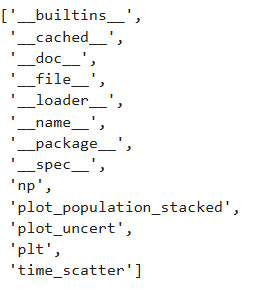 ['__builtins__',
'__cached__',
'__doc__',
'__file__',
'__loader__',
'__name__',
'__package__',
'__spec__',
'np',
'plot_population_stacked',
'plot_uncert',
'plt',
'time_scatter']